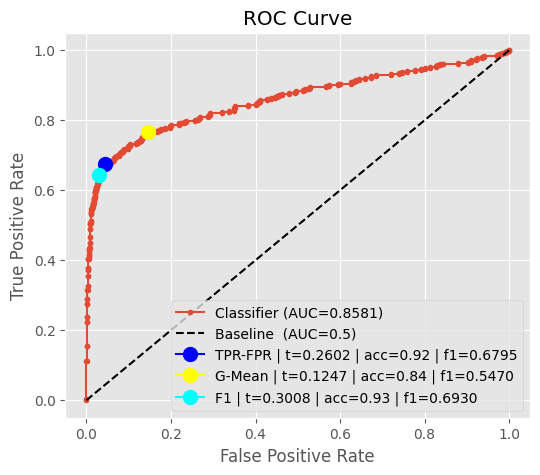 ROC Curve
True Positive Rate
1.0
0.8
0.6
0.4
0.2
0.0
Classifier (AUC=0.8581)
Baseline  (AUC=0.5)
TPR-FPR | t=0.2602 | acc=0.92 | f1=0.6795
G-Mean | t=0.1247 | acc=0.84 | f1=0.5470
F1 | t=0.3008 | acc=0.93 | f1=0.6930
0.0 0.2 0.4 0.6 0.8 1.0
False Positive Rate